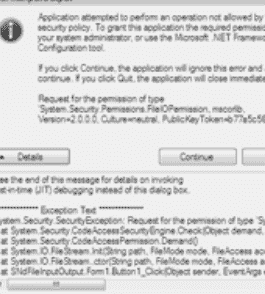 Application attempted to perform an operation not allowed by
security policy. To grant this application the required permiss
your system administrator, or use the Microsoft .NET Framewo
Configuration tool.
If you click Continue, the application will ignore this error and
continue. If you click Quit, the application will close immediate
Request for the permission of type
'System.Security.Permissions.FileIOPermission, mscorlib,
Version=2.0.0.0, Culture=neutral, PublicKeyToken=b77a5c56
Details
Continue
ee the end of this message for details on invoking
st-in-time (JIT) debugging instead of this dialog box.
************** Exception Text **************
ystem.Security.SecurityException: Request for the permission of type 'Sy
at System.Security.CodeAccessSecurityEngine.Check(Object demand,
at System.Security.CodeAccessPermission.Demand()
at System.IO.FileStream.Init(String path, FileMode mode, FileAccess acc
at System.IO.FileStream..ctor(String path, FileMode mode, FileAccess a
at SNdFileInputOutput.Form1.Button1_Click(Object sender, EventArgs e